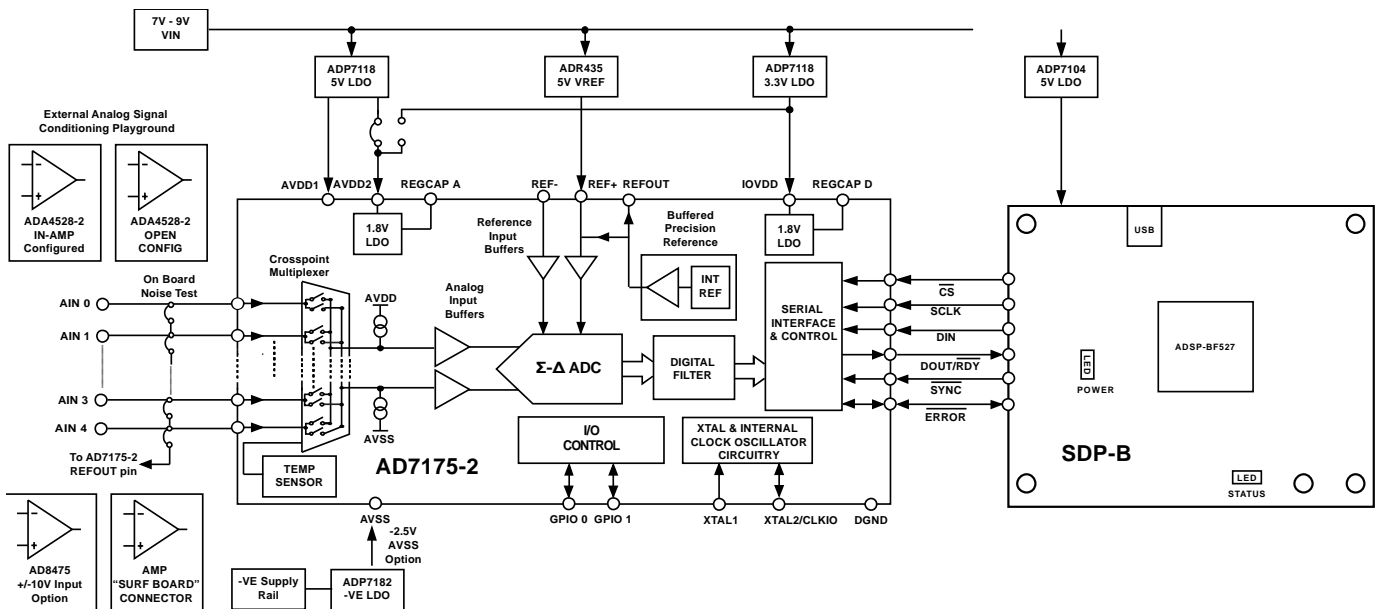 7V - 9V
VIN
ADP7118
5V LDO
ADR435
5V VREF
ADP7118
3.3V LDO
ADP7104
5V LDO
External Analog Signal
Conditioning Playground
ADA4528-2
IN-AMP
Configured
ADA4528-2
OPEN
CONFIG
AVDD1
AVDD2
REGCAP A
REF-
REF+
REFOUT
IOVDD
REGCAP D
1.8V
LDO
Reference
Input
Buffers
Buffered
Precision
Reference
INT
REF
1.8V
LDO
USB
On Board
Noise Test
Crosspoint
Multiplexer
AVDD
Analog
Input
Buffers
AIN 0
AIN 1
AIN 3
AIN 4
Σ-Δ ADC
DIGITAL
FILTER
SERIAL
INTERFACE
& CONTROL
CS
SCLK
DIN
DOUT/RDY
SYNC
ERROR
ADSP-BF527
LED
POWER
AVSS
To AD7175-2
REFOUT pin
TEMP
SENSOR
AD7175-2
I/O
CONTROL
XTAL & INTERNAL
CLOCK OSCILLATOR
CIRCUITRY
SDP-B
LED
STATUS
AVSS
GPIO 0
GPIO 1
XTAL1
XTAL2/CLKIO
DGND
-2.5V
AVSS
Option
AD8475
+/-10V Input
Option
AMP
“SURF BOARD”
CONNECTOR
-VE Supply
Rail
ADP7182
-VE LDO